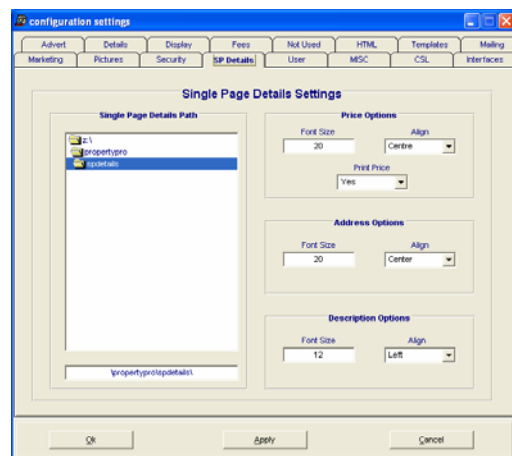 configuration settings
Advert Details Display Fees Not Used HTML Templates Mailing
Marketing Pictures Security SP Details User MISC CSL Interfaces
Single Page Details Settings
Single Page Details Path
z:\
propertypro
spdetails
\propertypro\spdetails\
Price Options
Font Size Align
20 Centre
Print Price
Yes
Address Options
Font Size Align
20 Center
Description Options
Font Size Align
12 Left
Ok Apply Cancel